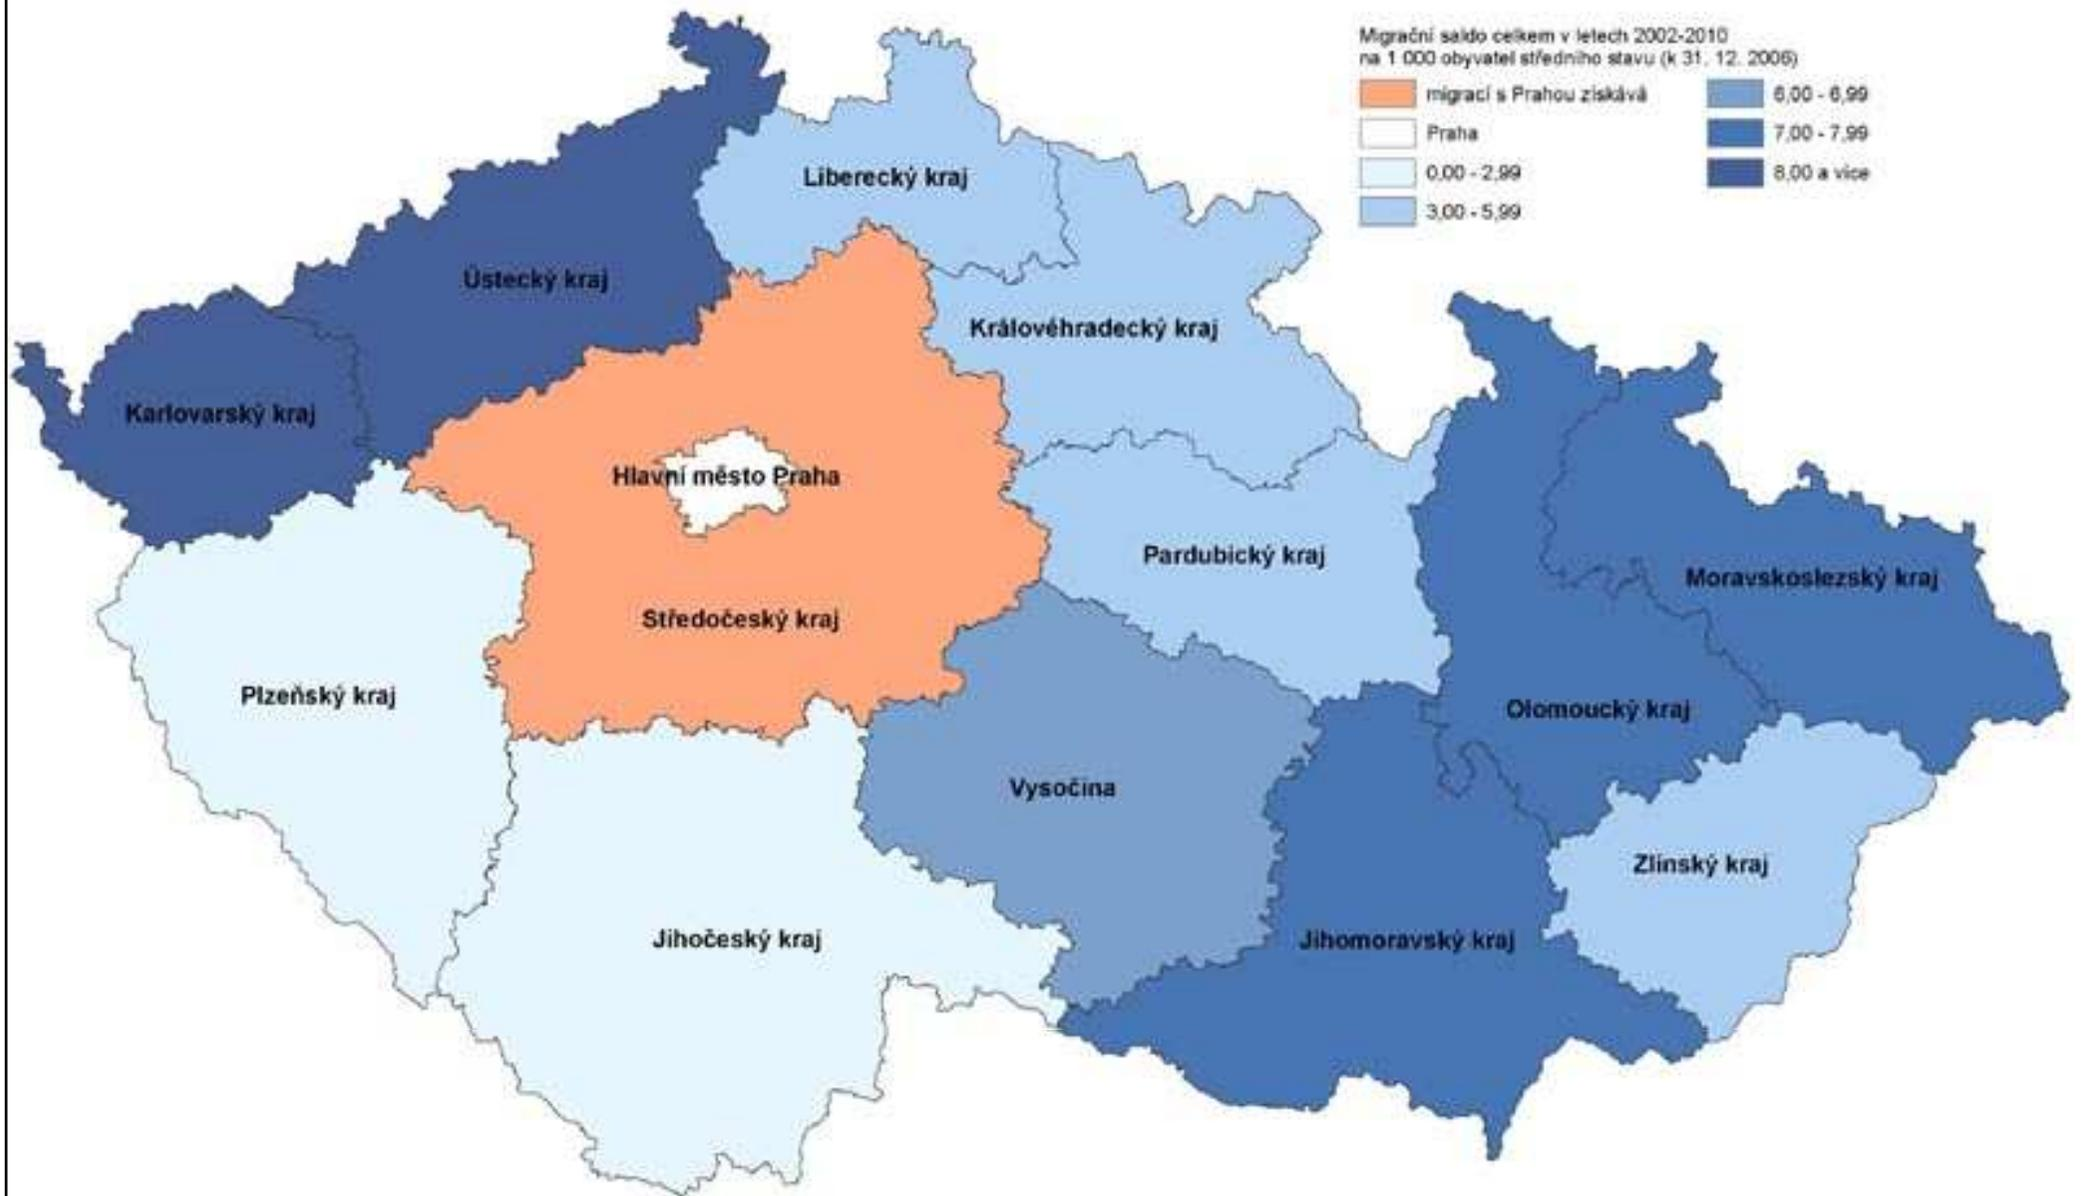 Migrační saldo celkem v letech 2002-2010
na 1 000 obyvatel středního stavu (k 31. 12. 2006)
migrací s Prahou získává
Praha
0,00 - 2,99
3,00 - 5,99
6,00 - 6,99
7,00 - 7,99
8,00 a více
Liberecký kraj
Ústecký kraj
Královéhradecký kraj
Karlovarský kraj
Hlavní město Praha
Pardubický kraj
Moravskoslezský kraj
Středočeský kraj
Plzeňský kraj
Olomoucký kraj
Vysočina
Zlínský kraj
Jihočeský kraj
Jihomoravský kraj